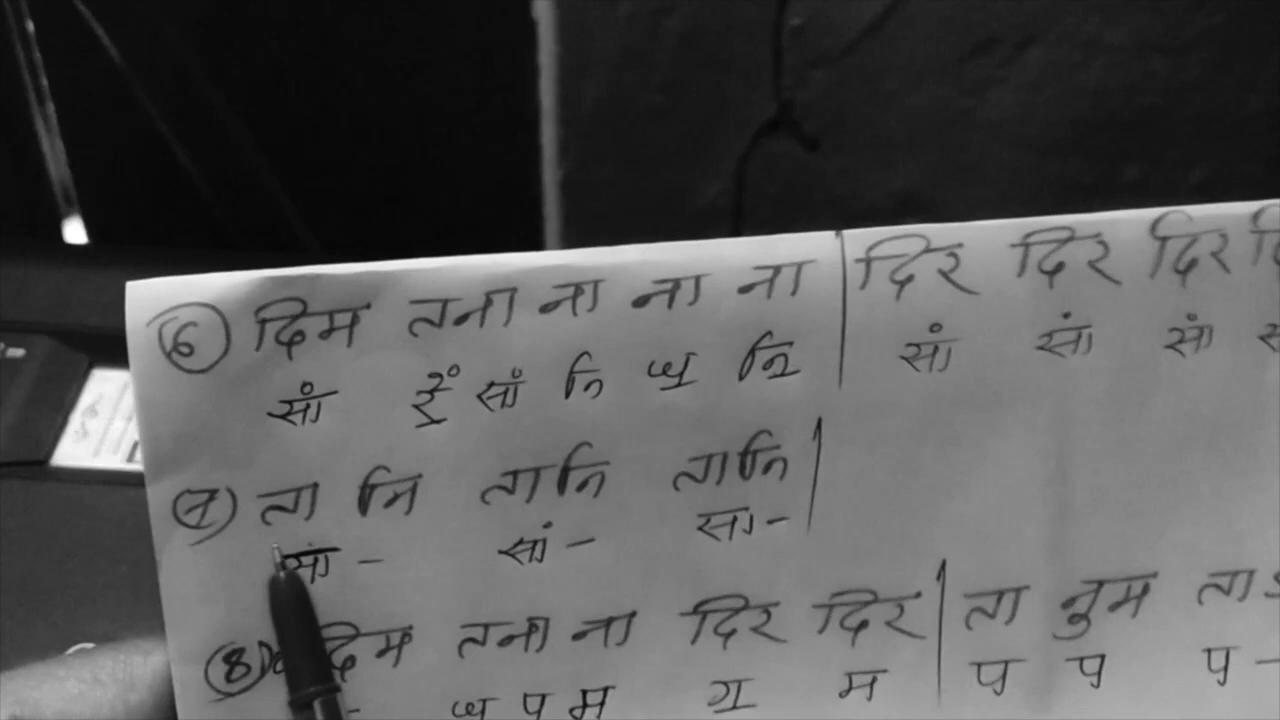 6 दिम तना ना ना ना | दिर दिर दिर
सां रें सां नि ध नि | सां सां सां
7 ता नि तानि तानि |
सां - सां - सा -
8 दिम तना ना दिर दिर | ता नुम ताऽ
- ध प म ग म | प प प -